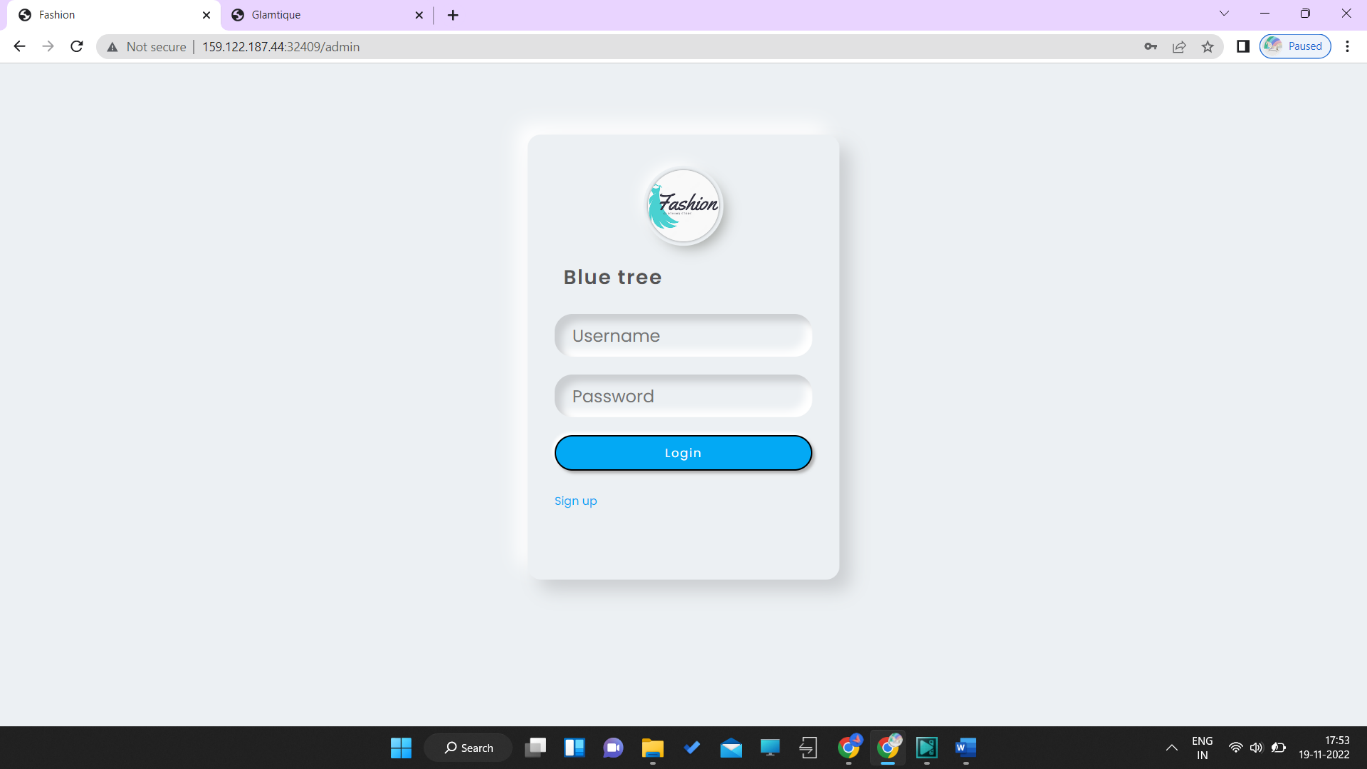 Fashion
Glamtique
Not secure
159.122.187.44:32409/admin
Paused
Fashion
Blue tree
Username
Password
Login
Sign up
Search
ENG
IN
17:53
19-11-2022